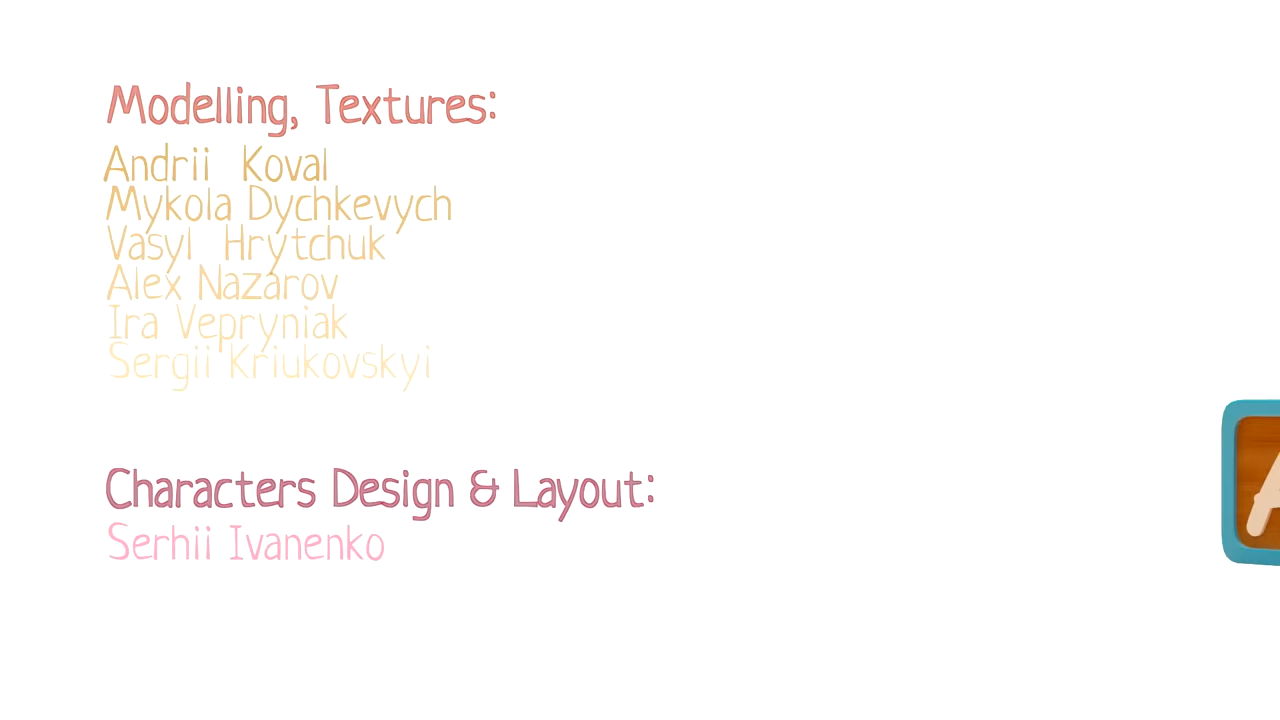 Modelling, Textures:
Andrii Koval
Mykola Dychkevych
Vasyl Hrytchuk
Alex Nazarov
Ira Vepryniak
Sergii Kriukovskyi
Characters Design & Layout:
Serhii Ivanenko